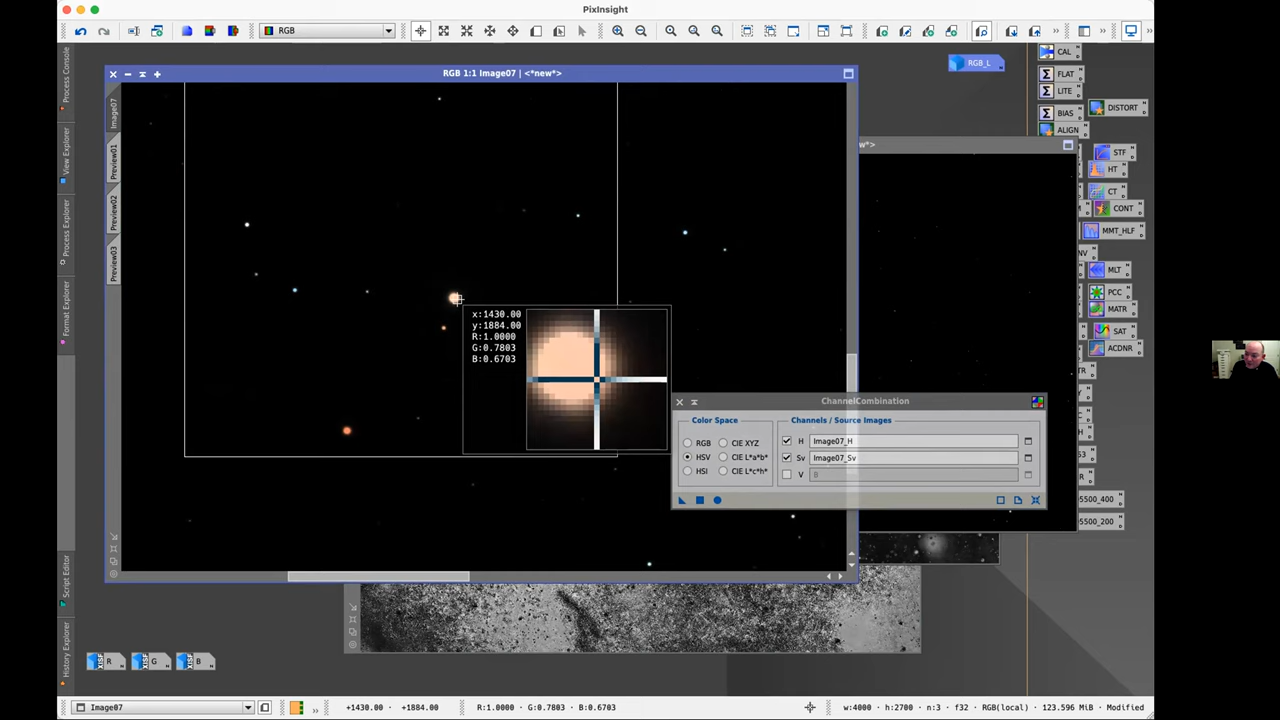 PixInsight
RGB
Process Console
View Explorer
Process Explorer
Format Explorer
Script Editor
History Explorer
RGB 1:1 Image07 | <*new*>
Image07
Preview01
Preview02
Preview03
RGB_L
N
w*>
CAL
FLAT
LITE
BIAS
DISTORT
ALIGN
STF
HT
CT
CONT
MMT_HLF
NV
MLT
PCC
MATR
SAT
ACDNR
5500_400
5500_200
x:1430.00
y:1884.00
R:1.0000
G:0.7803
B:0.6703
ChannelCombination
Color Space
Channels / Source Images
RGB
CIE XYZ
HSV
CIE L*a*b*
HSI
CIE L*c*h*
H
Image07_H
Sv
Image07_Sv
V
B
XISF R N
XISF G N
XISF B N
Image07
+1430.00 +1884.00
R:1.0000 G:0.7803 B:0.6703
w:4000 h:2700 n:3 f32 RGB(local) 123.596 MiB Modified